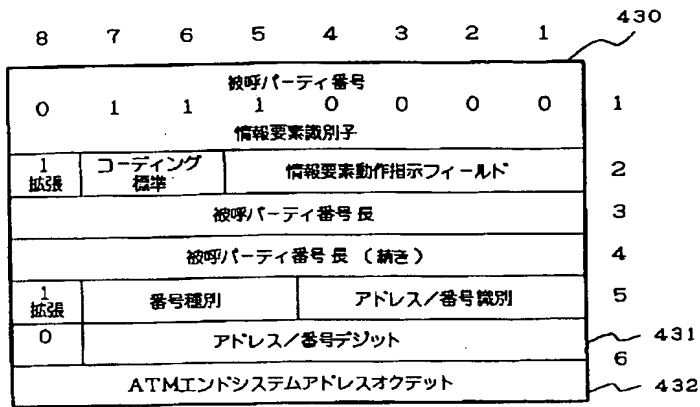 430
8 7 6 5 4 3 2 1
被呼パーティ番号
0 1 1 1 0 0 0 0 1
情報要素識別子
1 コーディング 情報要素動作指示フィールド 2
拡張 標準
被呼パーティ番号長 3
被呼パーティ番号長 (続き) 4
1 番号種別 アドレス/番号識別 5
拡張
0 アドレス/番号デジット 431
6
ATMエンドシステムアドレスオクテット 432